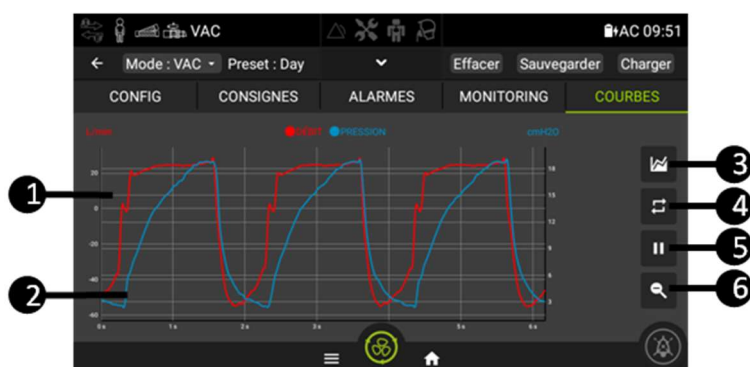 VAC
AC 09:51
Mode : VAC
Preset : Day
Effacer
Sauvegarder
Charger
CONFIG
CONSIGNES
ALARMES
MONITORING
COURBES
L/min
DÉBIT
PRESSION
cmH2O
20
0
-20
-40
-60
18
15
12
9
6
3
0 s
1 s
2 s
3 s
4 s
5 s
6 s
1
2
3
4
5
6